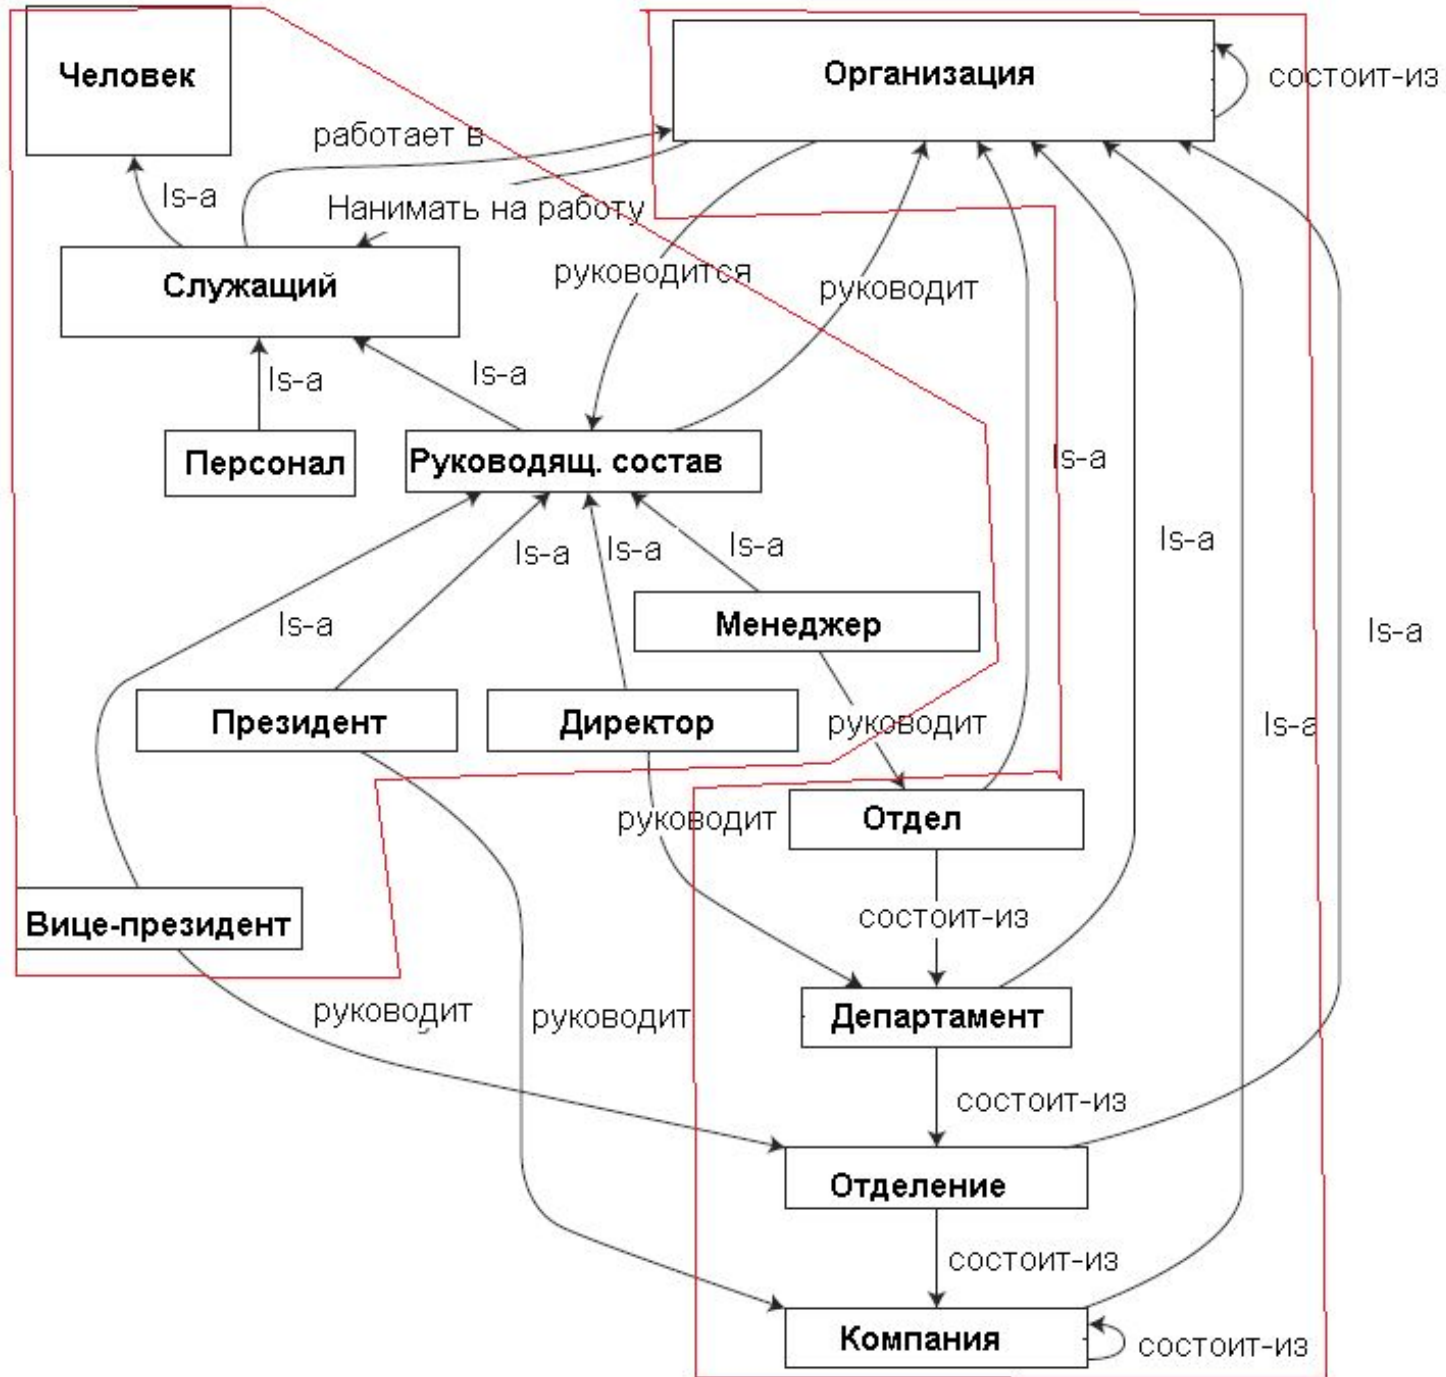 Человек
Организация
состоит-из
работает в
Is-a
Нанимать на работу
Служащий
руководится
руководит
Is-a
Is-a
Персонал
Руководящ. состав
Is-a
Is-a
Is-a
Is-a
Is-a
Is-a
Менеджер
Is-a
Is-a
Президент
Директор
руководит
Is-a
руководит
Отдел
состоит-из
Вице-президент
руководит
руководит
Департамент
состоит-из
Отделение
состоит-из
Компания
состоит-из